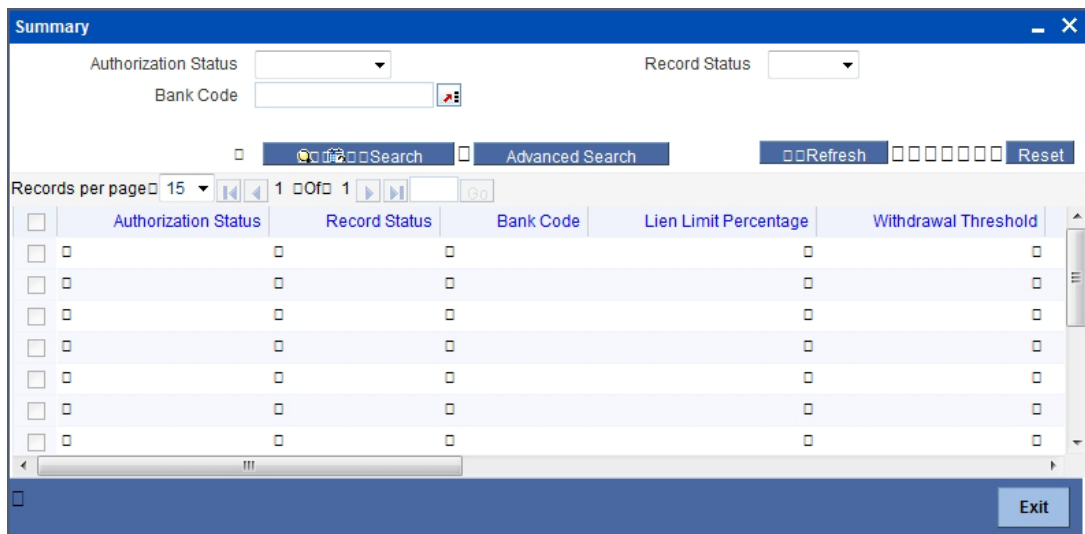 Summary
Authorization Status
Record Status
Bank Code
Search
Advanced Search
Refresh
Reset
Records per page 15 1 Of 1 Go
Authorization Status Record Status Bank Code Lien Limit Percentage Withdrawal Threshold
Exit